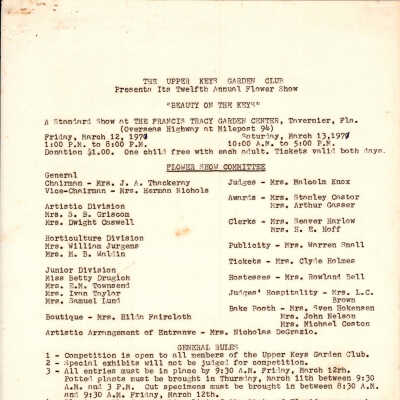 THE UPPER KEYS GARDEN CLUB
Presents Its Twelfth Annual Flower Show
"BEAUTY ON THE KEYS"
A Standard Show at THE FRANCIS TRACY GARDEN CENTER, Tavernier, Fla.
(Overseas Highway at Milepost 94)
Friday, March 12, 1971 Saturday, March 13, 1971
1:00 P.M. to 8:00 P.M. 10:00 A.M. to 5:00 P.M.
Donation $1.00. One child free with each adult. Tickets valid both days.
FLOWER SHOW COMMITTEE
General
Chairman - Mrs. J. A. Thackeray Judges - Mrs. Malcolm Knox
Vice-Chairman - Mrs. Herman Nichols
Awards - Mrs. Stanley Castor
Artistic Division Mrs. Arthur Gasser
Mrs. S. B. Griscom
Mrs. Dwight Caswell Clerks - Mrs. Beaver Harlow
Mrs. S. E. Hoff
Horticulture Division
Mrs. William Jurgens Publicity - Mrs. Warren Snall
Mrs. M. B. Waldin
Tickets - Mrs. Clyde Holmes
Junior Division
Miss Betty Drugich Hostesses - Mrs. Rowland Bell
Mrs. E.M. Townsend
Mrs. Ivan Taylor Judges' Hospitality - Mrs. L.C.
Mrs. Samuel Lund Brown
Bake Booth - Mrs. Sven Hokensen
Boutique - Mrs. Hilda Faircloth Mrs. John Nelson
Mrs. Michael Coston
Artistic Arrangement of Entrance - Mrs. Nicholas DeGrazio.
GENERAL RULES
1 - Competition is open to all members of the Upper Keys Garden Club.
2 - Special exhibits will not be judged for competition.
3 - All entries must be in place by 9:30 A.M. Friday, March 12th.
Potted plants must be brought in Thursday, March 11th between 9:30
A.M. and 3 P.M. Cut specimens must be brought in between 8:30 A.M.
and 9:30 A.M. Friday, March 12th.